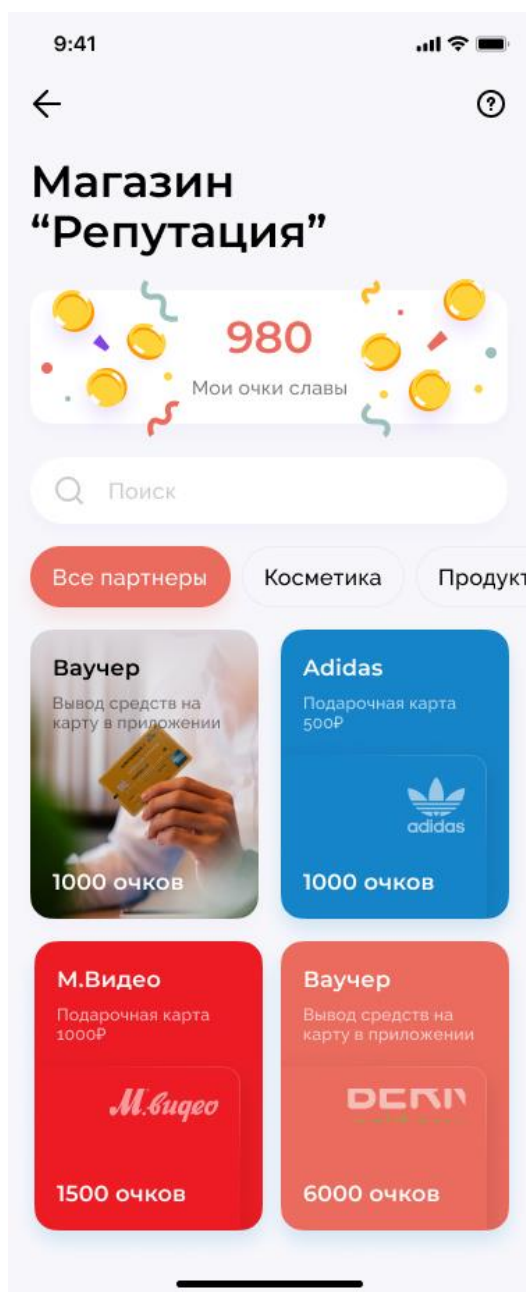 9:41
Магазин
“Репутация”
980
Мои очки славы
Поиск
Все партнеры
Косметика
Продукт
Ваучер
Вывод средств на
карту в приложении
1000 очков
Adidas
Подарочная карта
500₽
adidas
1000 очков
М.Видео
Подарочная карта
1000₽
М.видео
1500 очков
Ваучер
Вывод средств на
карту в приложении
6000 очков